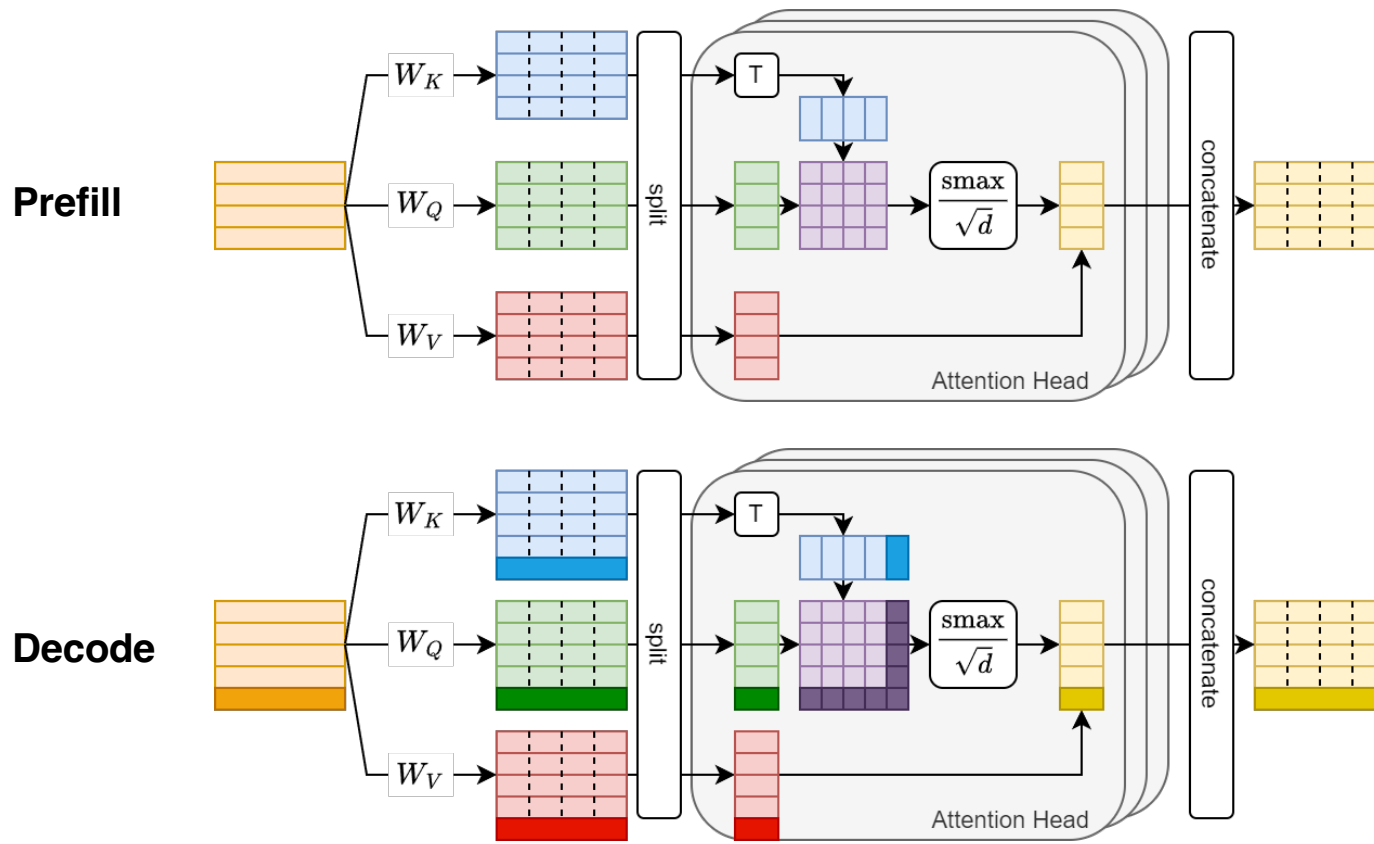 Prefill
W_K
W_Q
W_V
split
T
smax
√d
Attention Head
concatenate
Decode
W_K
W_Q
W_V
split
T
smax
√d
Attention Head
concatenate